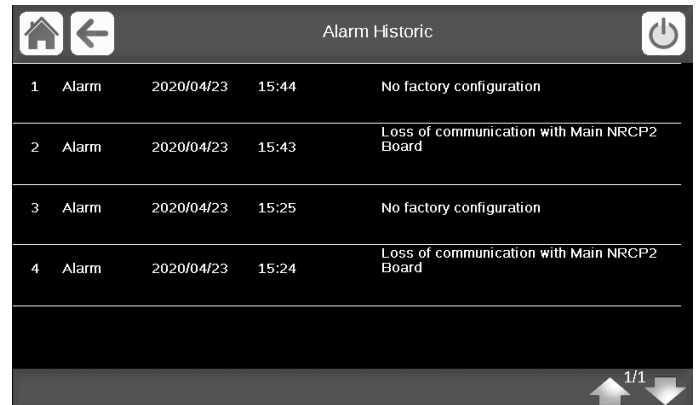 Alarm Historic
1 Alarm 2020/04/23 15:44 No factory configuration
Loss of communication with Main NRCP2
2 Alarm 2020/04/23 15:43 Board
3 Alarm 2020/04/23 15:25 No factory configuration
Loss of communication with Main NRCP2
4 Alarm 2020/04/23 15:24 Board
1/1